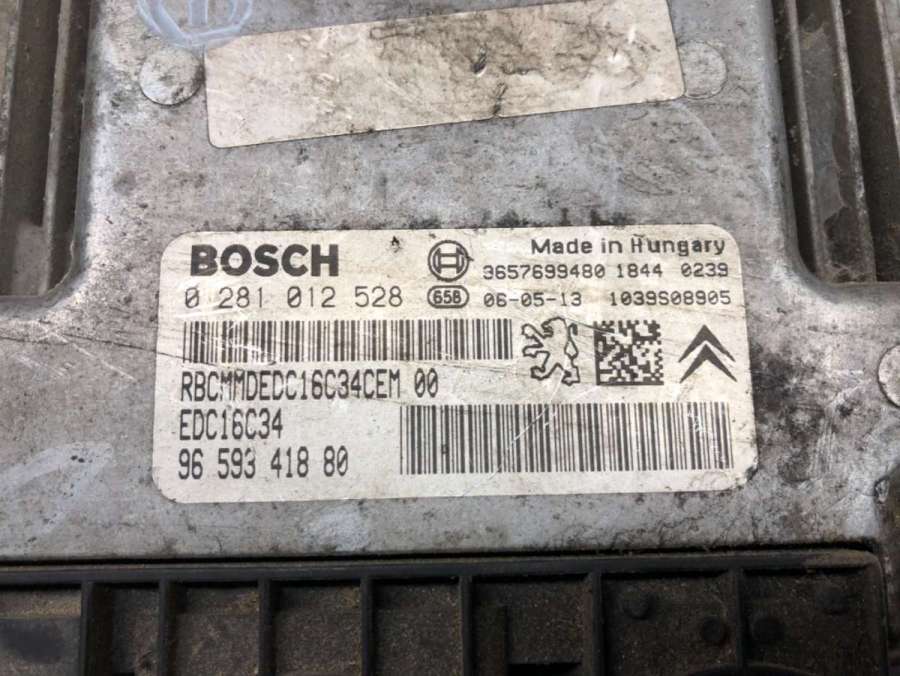 BOSCH
Made in Hungary
3657699480 1844 0239
0 281 012 528 658 06-05-13 1039S08905
RBCMMDEDC16C34CEM 00
EDC16C34
96 593 418 80